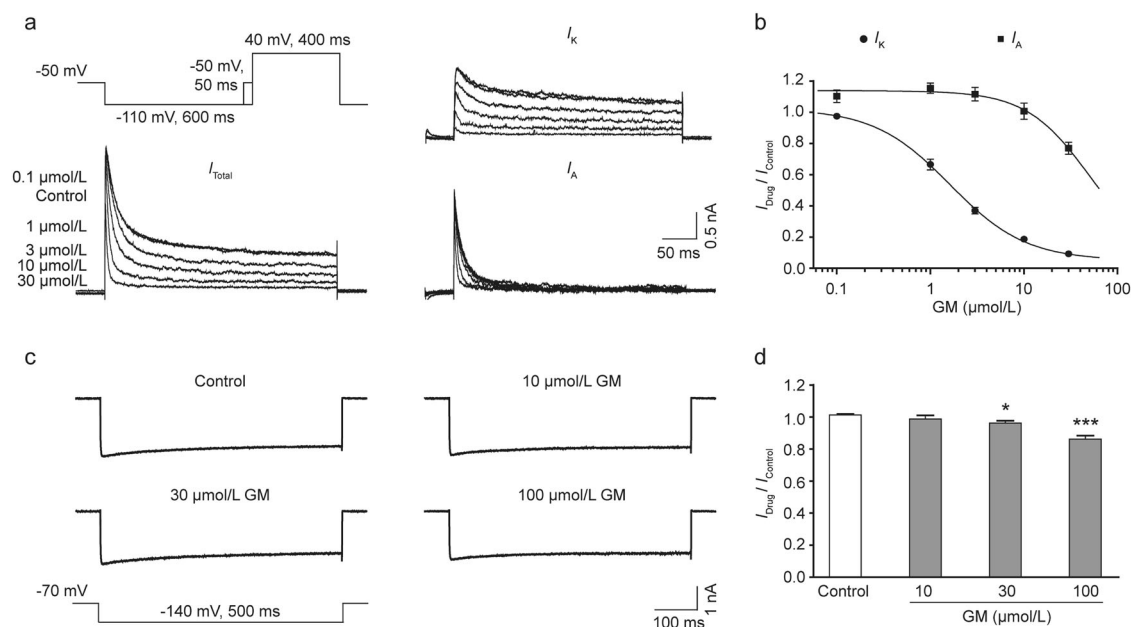 a
40 mV, 400 ms
-50 mV
-50 mV,
50 ms
-110 mV, 600 ms
I_K
I_Total
0.1 µmol/L
Control
1 µmol/L
3 µmol/L
10 µmol/L
30 µmol/L
I_A
0.5 nA
50 ms
b
I_K
I_A
I_Drug / I_Control
1.2
1.0
0.8
0.6
0.4
0.2
0.0
0.1 1 10 100
GM (µmol/L)
c
Control
10 µmol/L GM
30 µmol/L GM
100 µmol/L GM
-70 mV
-140 mV, 500 ms
1 nA
100 ms
d
I_Drug / I_Control
1.2
1.0
0.8
0.6
0.4
0.2
0.0
*
***
Control 10 30 100
GM (µmol/L)